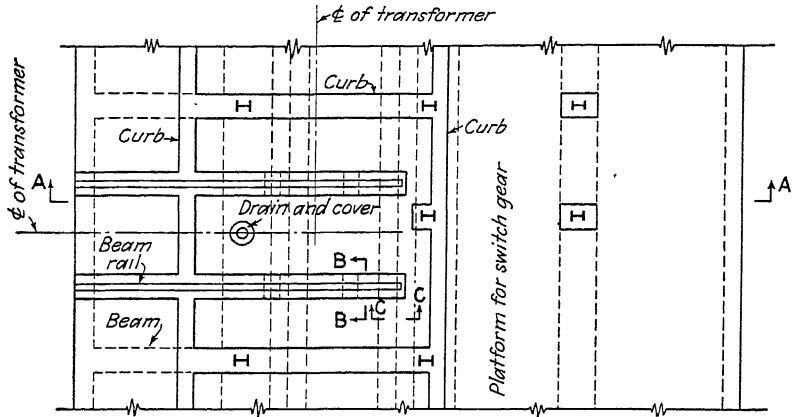 ℄ of transformer
℄ of transformer
Curb
Curb
Curb
A
A
Drain and cover
Beam
rail
B
B
C
C
Beam
Platform for switch gear